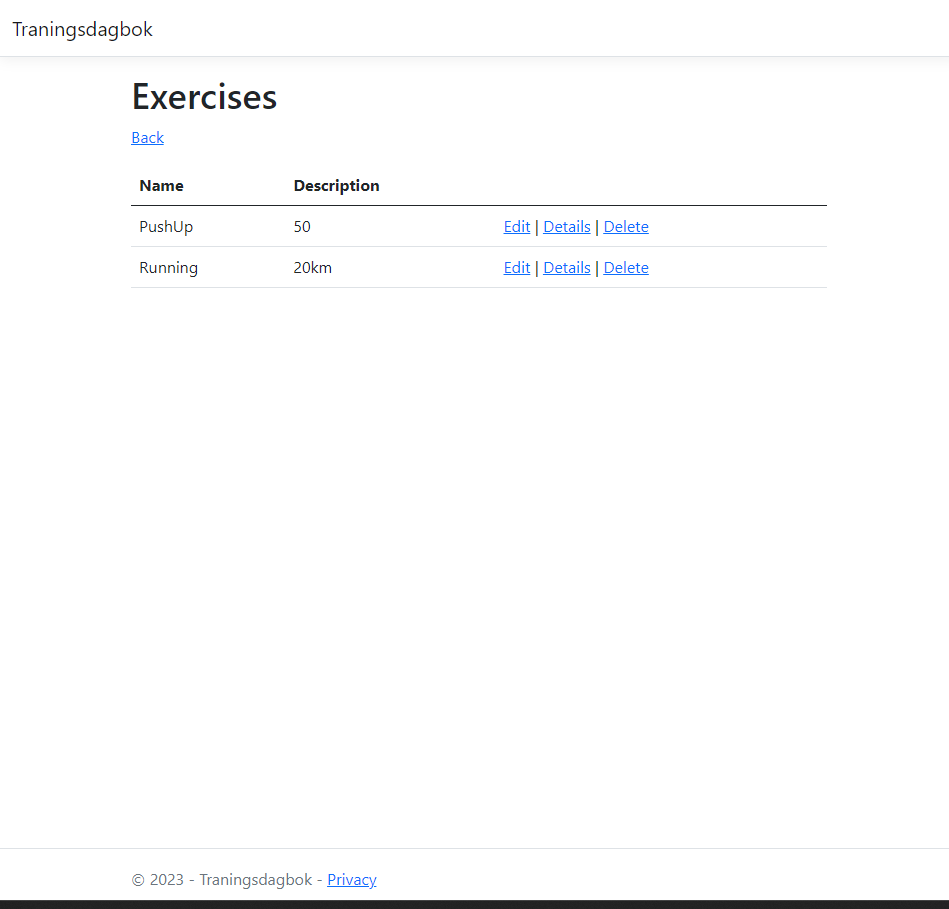 Traningsdagbok
Exercises
Back
Name Description
PushUp 50 Edit | Details | Delete
Running 20km Edit | Details | Delete
© 2023 - Traningsdagbok - Privacy